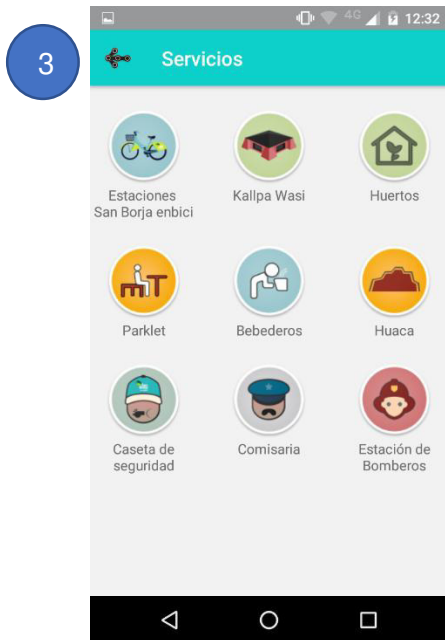 4G 12:32
3
Servicios
Estaciones
San Borja enbici
Kallpa Wasi
Huertos
Parklet
Bebederos
Huaca
Caseta de
seguridad
Comisaria
Estación de
Bomberos